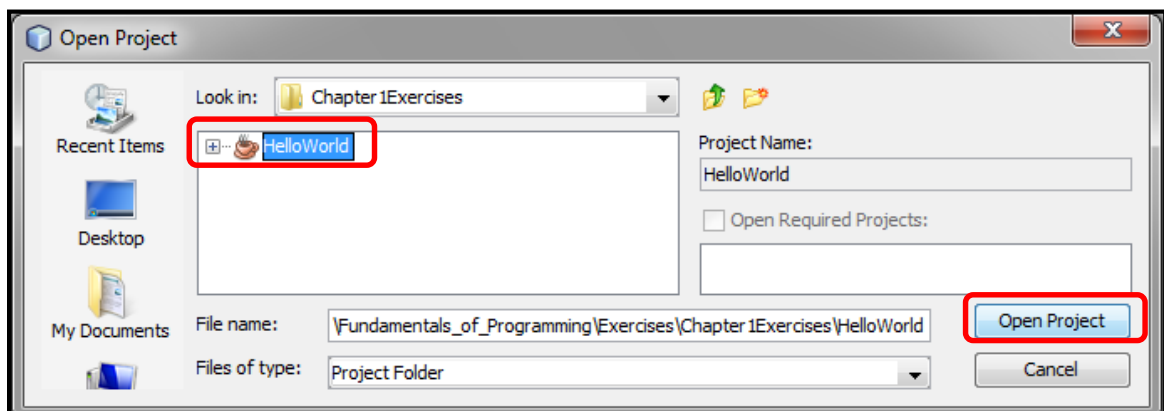 Open Project
Look in: Chapter1Exercises
Recent Items
HelloWorld
Project Name:
HelloWorld
Open Required Projects:
Desktop
My Documents
File name: \Fundamentals_of_Programming\Exercises\Chapter1Exercises\HelloWorld
Open Project
Files of type: Project Folder
Cancel